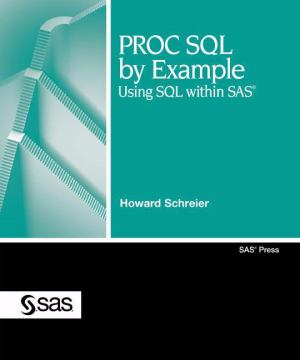 PROC SQL
by Example
Using SQL within SAS®
Howard Schreier
SAS® Press
sas.